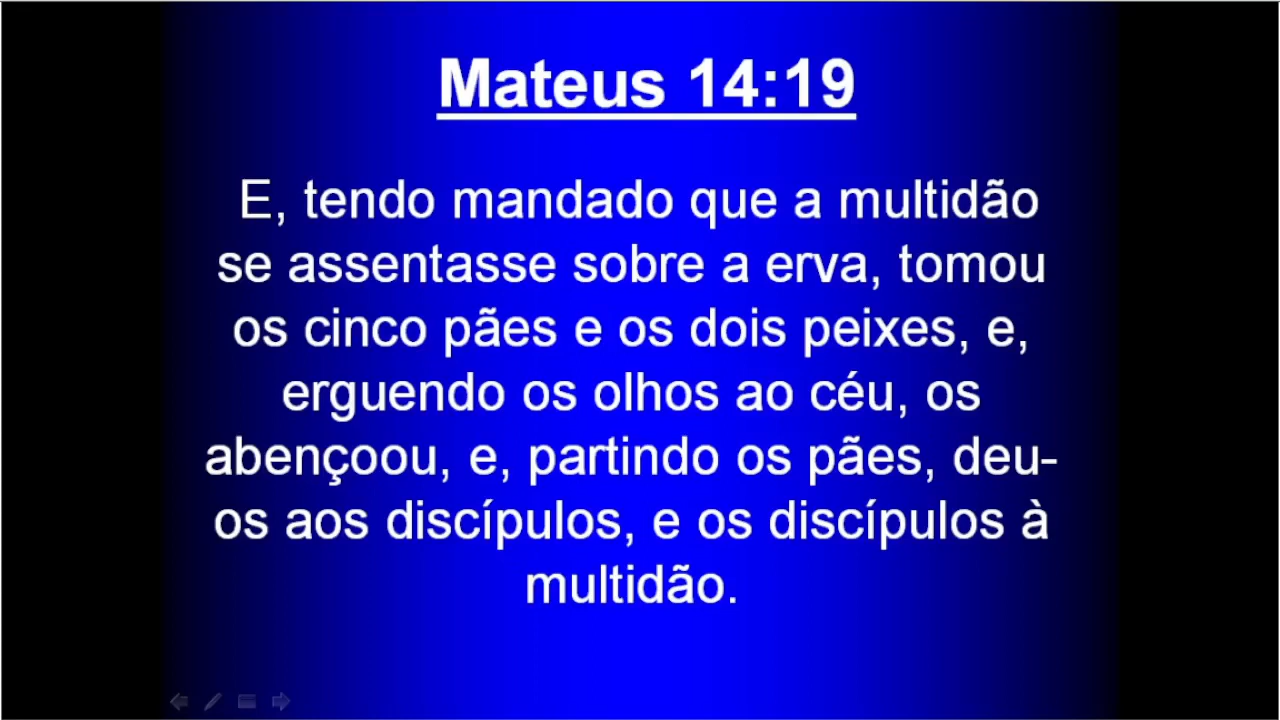 Mateus 14:19
E, tendo mandado que a multidão
se assentasse sobre a erva, tomou
os cinco pães e os dois peixes, e,
erguendo os olhos ao céu, os
abençoou, e, partindo os pães, deu-
os aos discípulos, e os discípulos à
multidão.